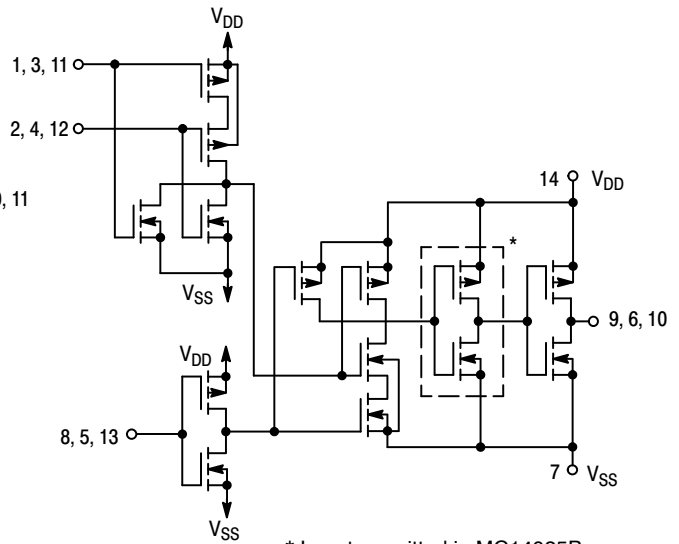 V_DD
1, 3, 11
2, 4, 12
14 V_DD
, 11
*
V_SS
9, 6, 10
V_DD
8, 5, 13
7 V_SS
V_SS